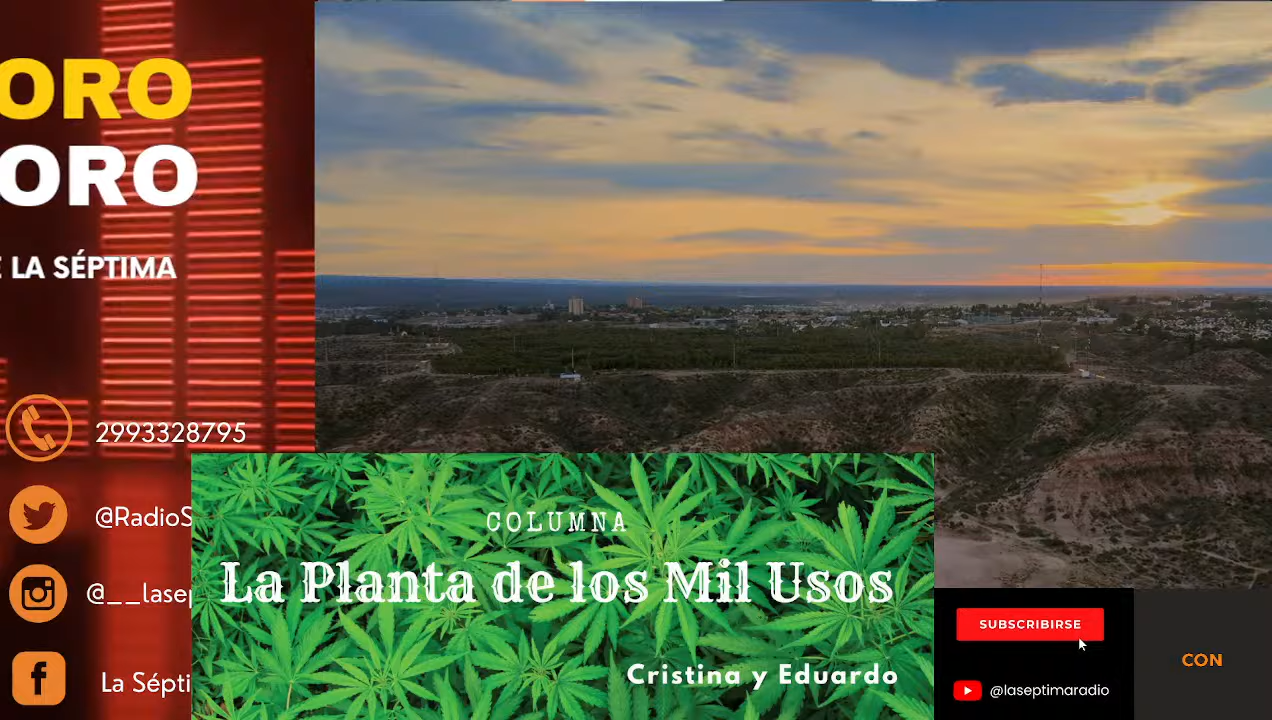 ORO
ORO
LA SÉPTIMA
2993328795
@RadioS
@__lasep
La Sépti
COLUMNA
La Planta de los Mil Usos
Cristina y Eduardo
SUBSCRIBIRSE
@laseptimaradio
CON